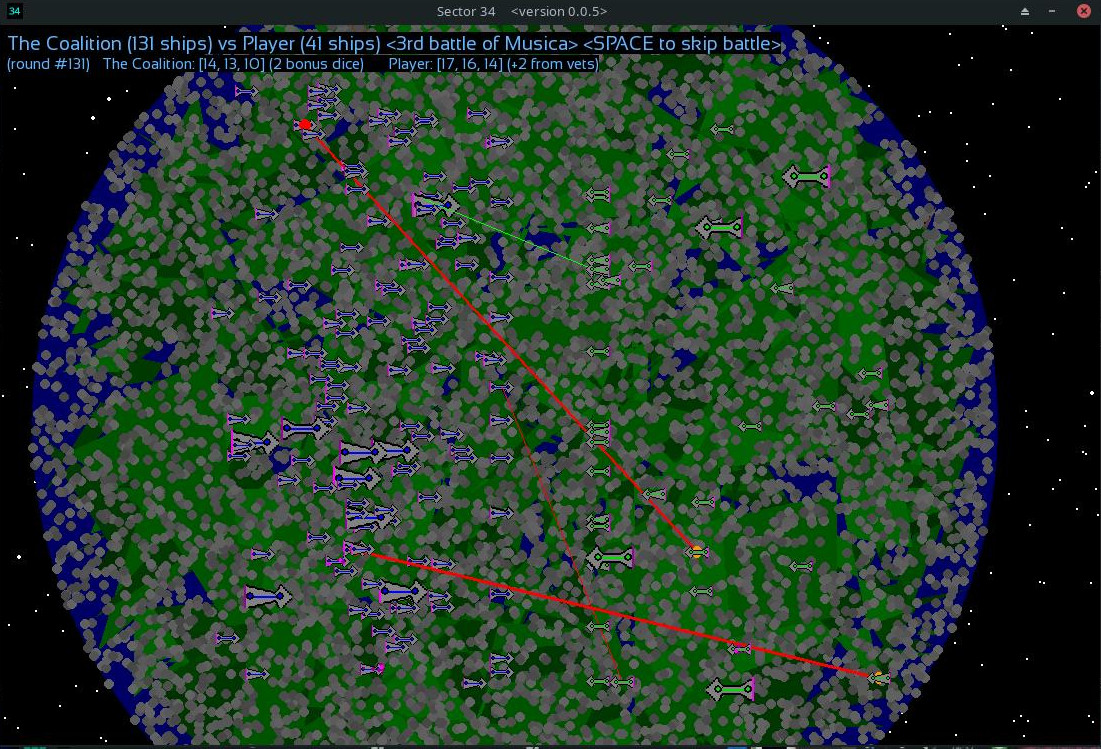 34
Sector 34 <version 0.0.5>
The Coalition (131 ships) vs Player (41 ships) <3rd battle of Musica> <SPACE to skip battle>
(round #131) The Coalition: [14, 13, 10] (2 bonus dice) Player: [17, 16, 14] (+2 from vets)